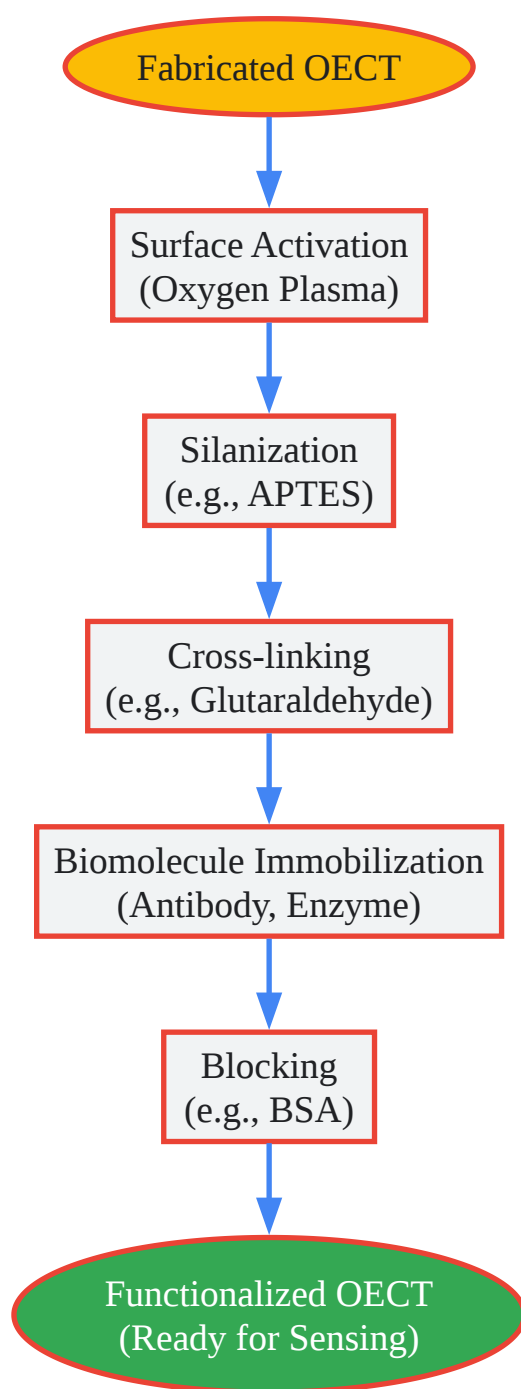 Fabricated OECT
Surface Activation
(Oxygen Plasma)
Silanization
(e.g., APTES)
Cross-linking
(e.g., Glutaraldehyde)
Biomolecule Immobilization
(Antibody, Enzyme)
Blocking
(e.g., BSA)
Functionalized OECT
(Ready for Sensing)